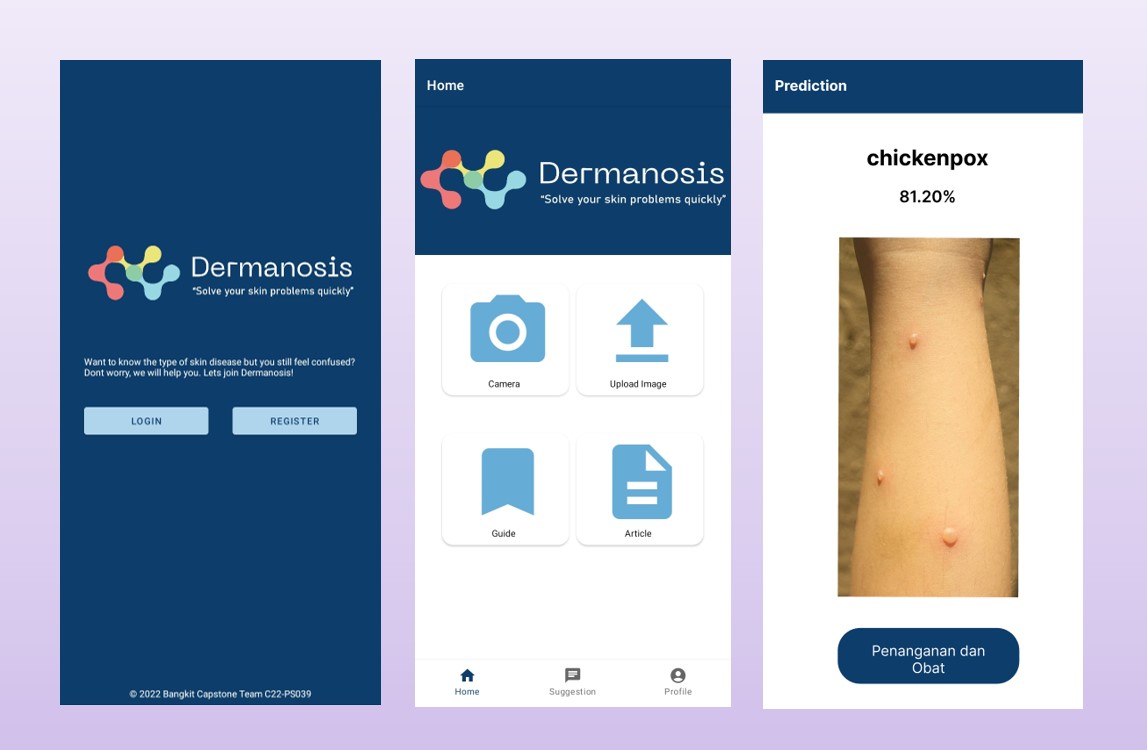 Dermanosis
“Solve your skin problems quickly”
Want to know the type of skin disease but you still feel confused?
Dont worry, we will help you. Lets join Dermanosis!
LOGIN
REGISTER
© 2022 Bangkit Capstone Team C22-PS039
Home
Dermanosis
“Solve your skin problems quickly”
Camera
Upload Image
Guide
Article
Home
Suggestion
Profile
Prediction
chickenpox
81.20%
Penanganan dan
Obat